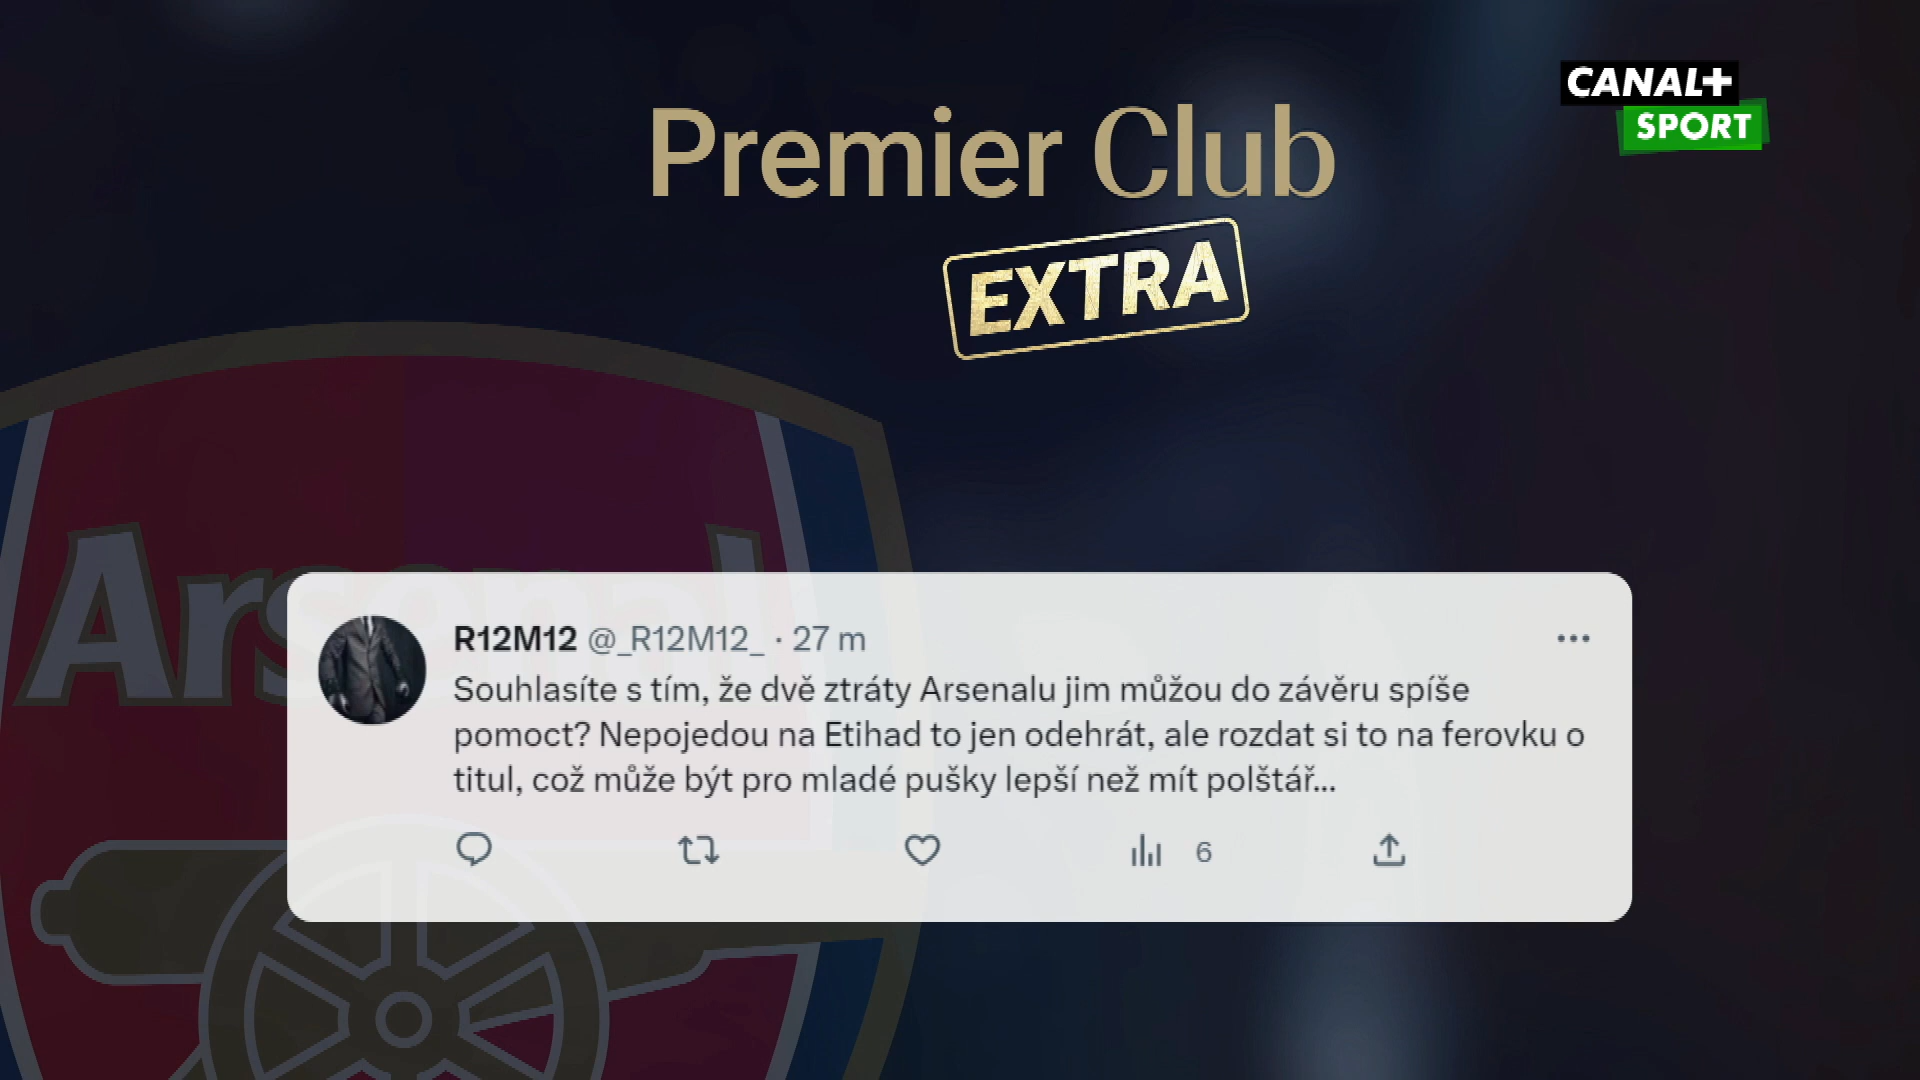 CANAL+
SPORT
Premier Club
EXTRA
Arsenal
R12M12 @_R12M12_ · 27 m
Souhlasíte s tím, že dvě ztráty Arsenalu jim můžou do závěru spíše
pomoct? Nepojedou na Etihad to jen odehrát, ale rozdat si to na ferovku o
titul, což může být pro mladé pušky lepší než mít polštář...
6